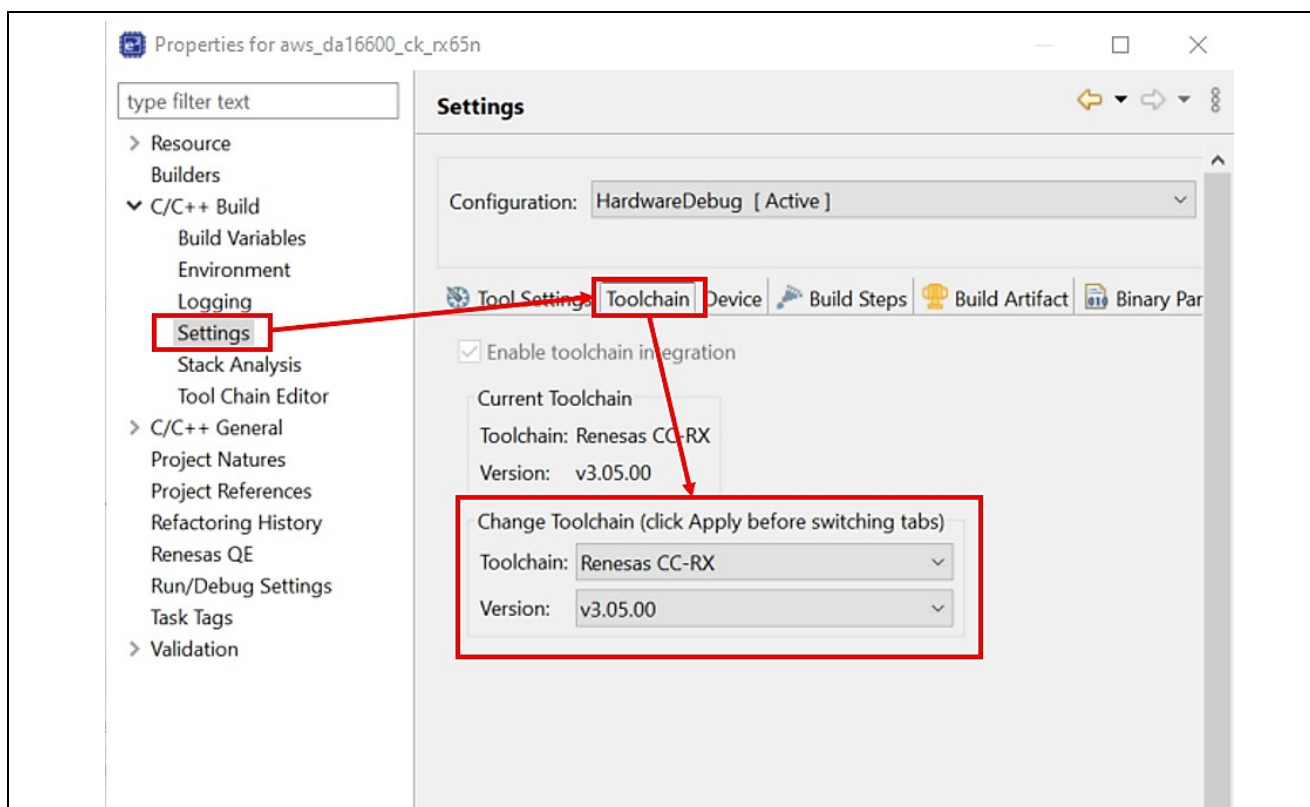 Properties for aws_da16600_ck_rx65n
type filter text
Resource
Builders
C/C++ Build
Build Variables
Environment
Logging
Settings
Stack Analysis
Tool Chain Editor
C/C++ General
Project Natures
Project References
Refactoring History
Renesas QE
Run/Debug Settings
Task Tags
Validation
Settings
Configuration: HardwareDebug [ Active ]
Tool Settings Toolchain Device Build Steps Build Artifact Binary Par
Enable toolchain integration
Current Toolchain
Toolchain: Renesas CC-RX
Version: v3.05.00
Change Toolchain (click Apply before switching tabs)
Toolchain: Renesas CC-RX
Version: v3.05.00